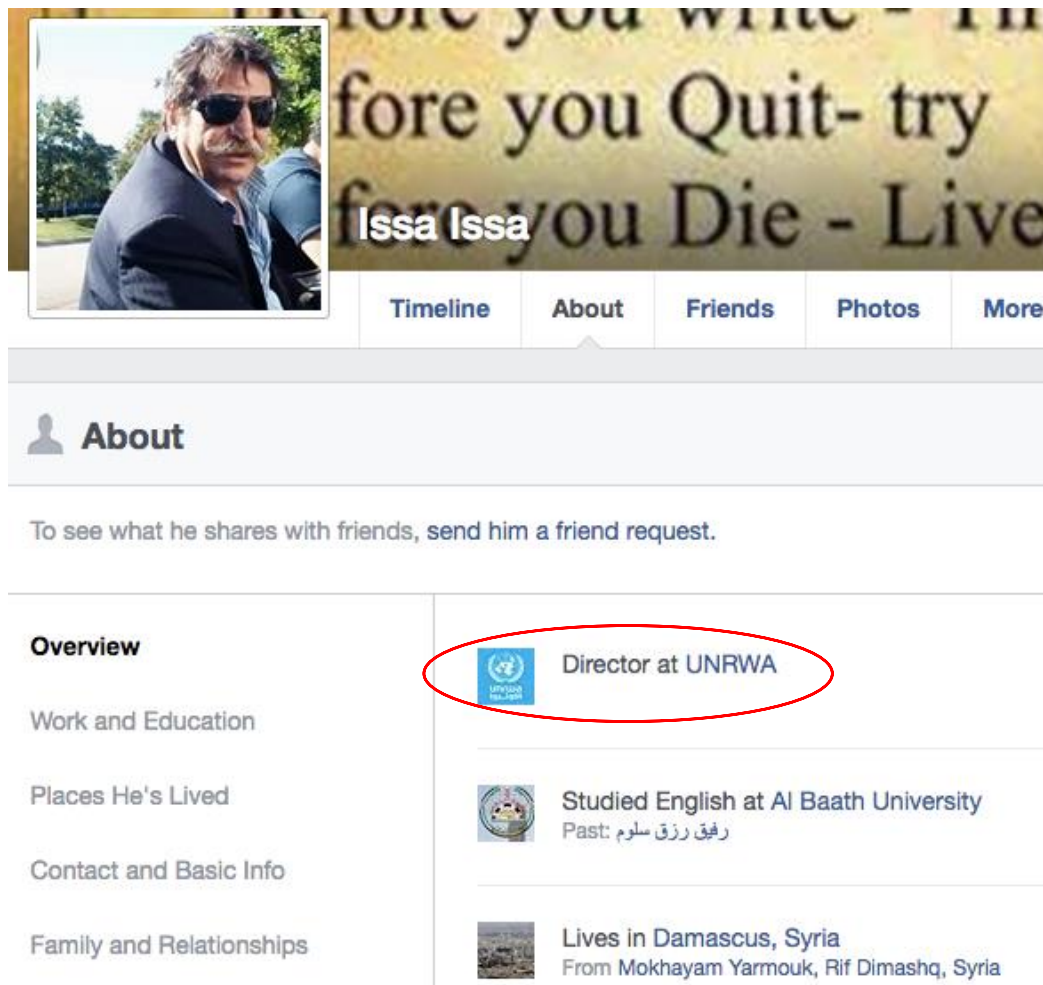 fore you Quit- try
fore you Die - Live
Issa Issa
Timeline
About
Friends
Photos
More
About
To see what he shares with friends, send him a friend request.
Overview
Work and Education
Places He's Lived
Contact and Basic Info
Family and Relationships
Director at UNRWA
unrwa
الأونروا
Studied English at Al Baath University
Past: رفيق رزق سلوم
Lives in Damascus, Syria
From Mokhayam Yarmouk, Rif Dimashq, Syria